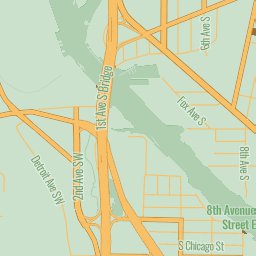 6th Ave S
1st Ave S Bridge
Fox Ave S
Detroit Ave SW
2nd Ave SW
8th Ave S
8th Avenue
Street E
S Chicago St